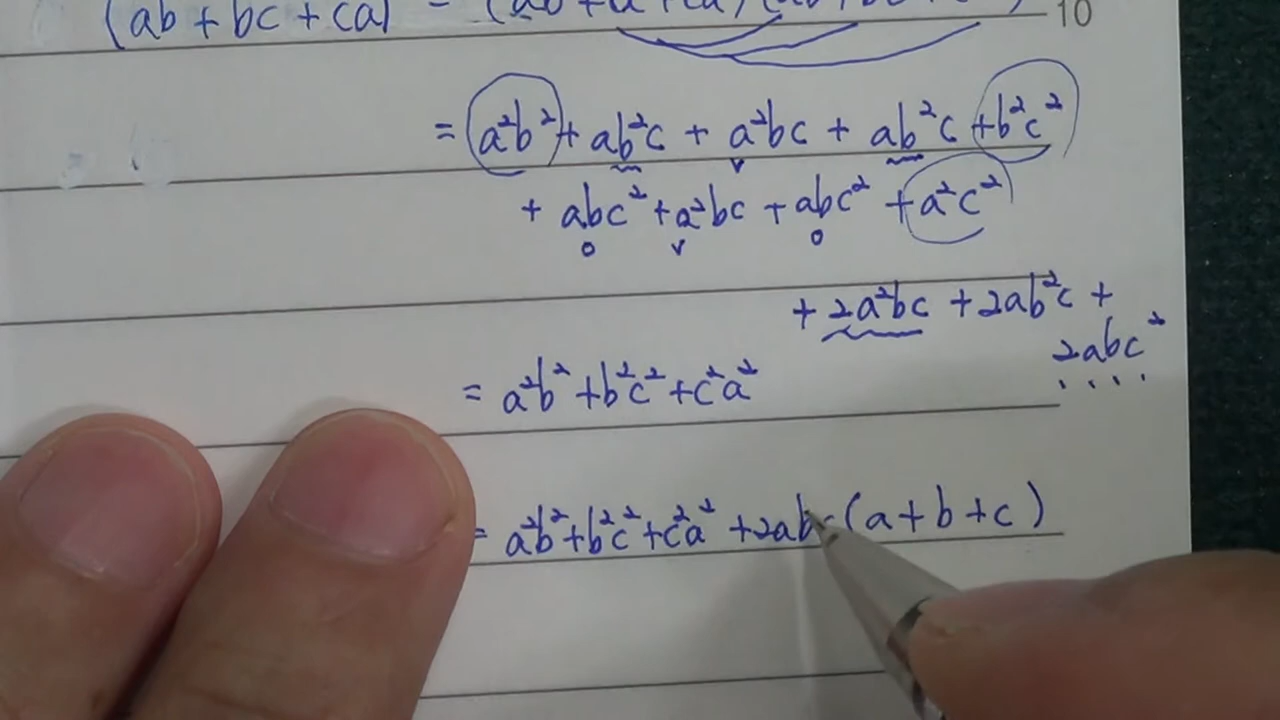 (ab + bc + ca) = (ab +
10
= a²b² + ab²c + a²bc + ab²c + b²c²
+ abc² + a²bc + abc² + a²c²
+ 2a²bc + 2ab²c +
2abc²
= a²b² + b²c² + c²a²
= a²b² + b²c² + c²a² + 2abc (a + b + c)